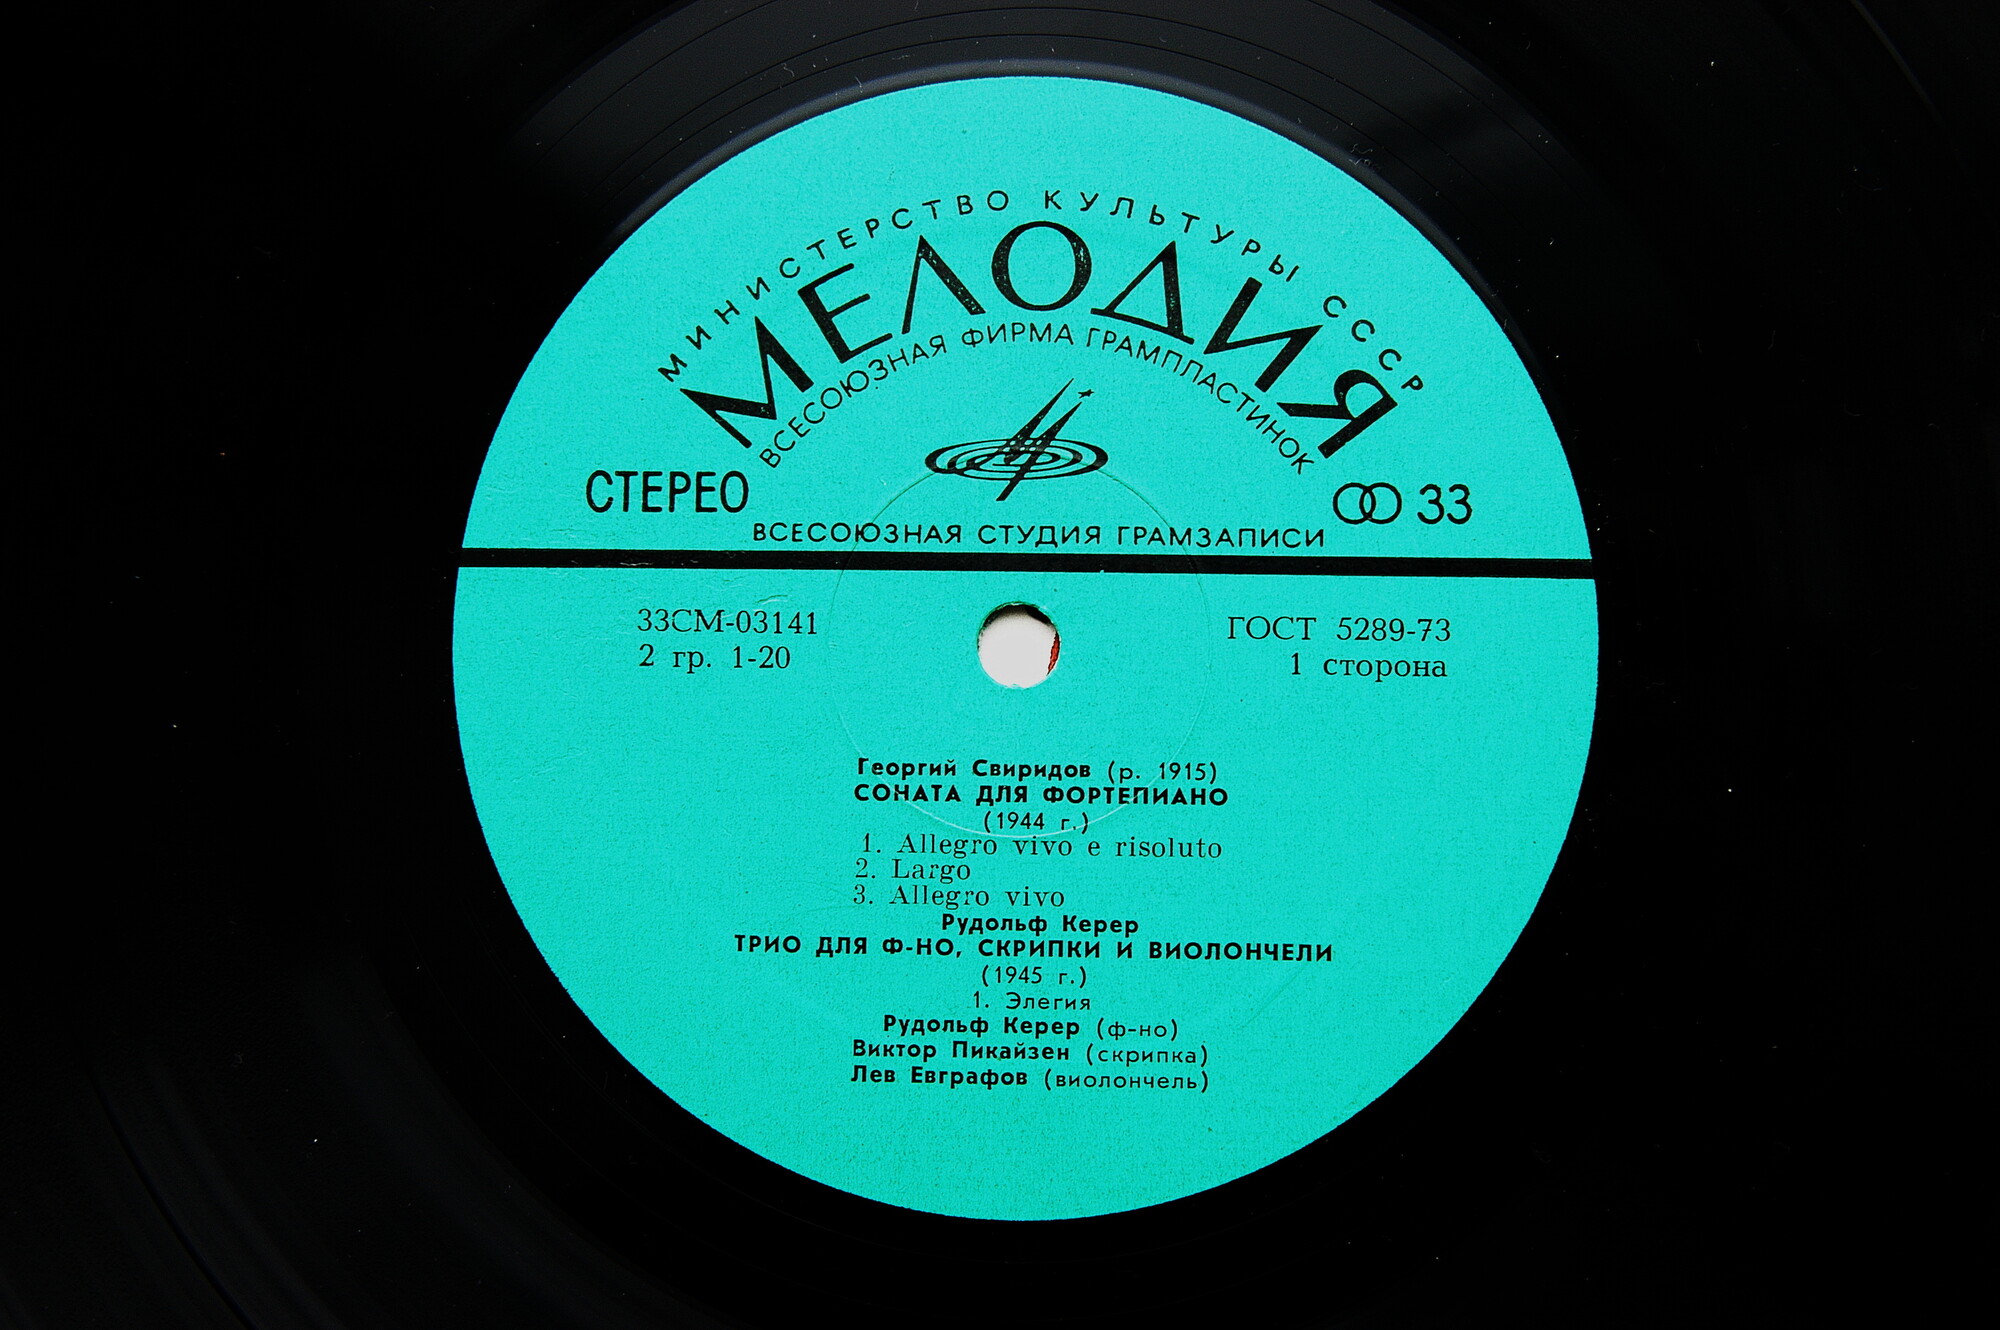 МИНИСТЕРСТВО КУЛЬТУРЫ СССР
МЕЛОДИЯ
ВСЕСОЮЗНАЯ ФИРМА ГРАМПЛАСТИНОК
СТЕРЕО
33
ВСЕСОЮЗНАЯ СТУДИЯ ГРАМЗАПИСИ
33СМ-03141
2 гр. 1-20
ГОСТ 5289-73
1 сторона
Георгий Свиридов (р. 1915)
СОНАТА ДЛЯ ФОРТЕПИАНО
(1944 г.)
1. Allegro vivo e risoluto
2. Largo
3. Allegro vivo
Рудольф Керер
ТРИО ДЛЯ Ф-НО, СКРИПКИ И ВИОЛОНЧЕЛИ
(1945 г.)
1. Элегия
Рудольф Керер (ф-но)
Виктор Пикайзен (скрипка)
Лев Евграфов (виолончель)